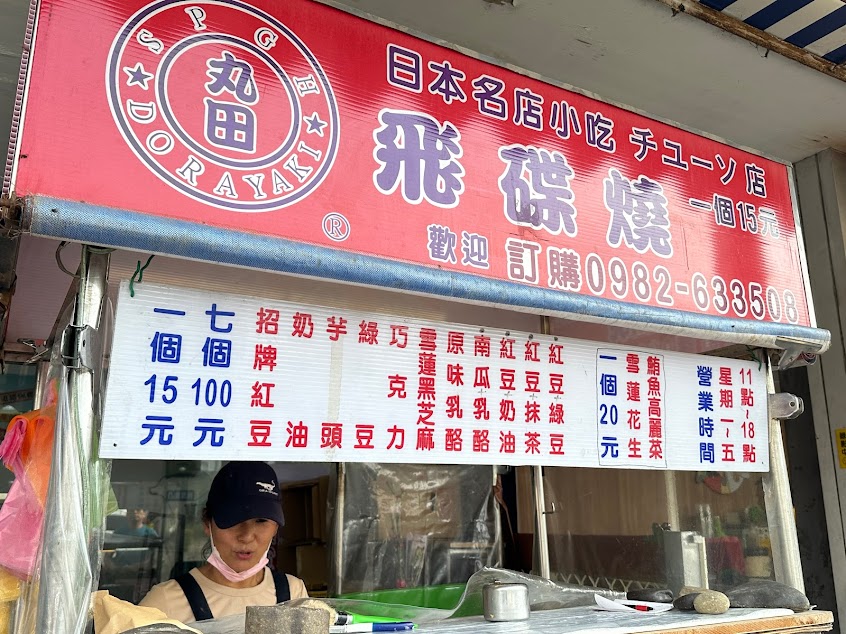 SPGH
丸田
DORAYAKI
®
日本名店小吃 チユーソ店
飛碟燒
一個15元
歡迎 訂購0982-633508
一個15元
七個100元
招牌紅豆
奶油
芋頭
綠豆
巧克力
雪蓮黑芝麻
原味乳酪
南瓜乳酪
紅豆奶油
紅豆抹茶
紅豆綠豆
一個20元
雪蓮花生
鮪魚高麗菜
營業時間
星期一~五
11點~18點